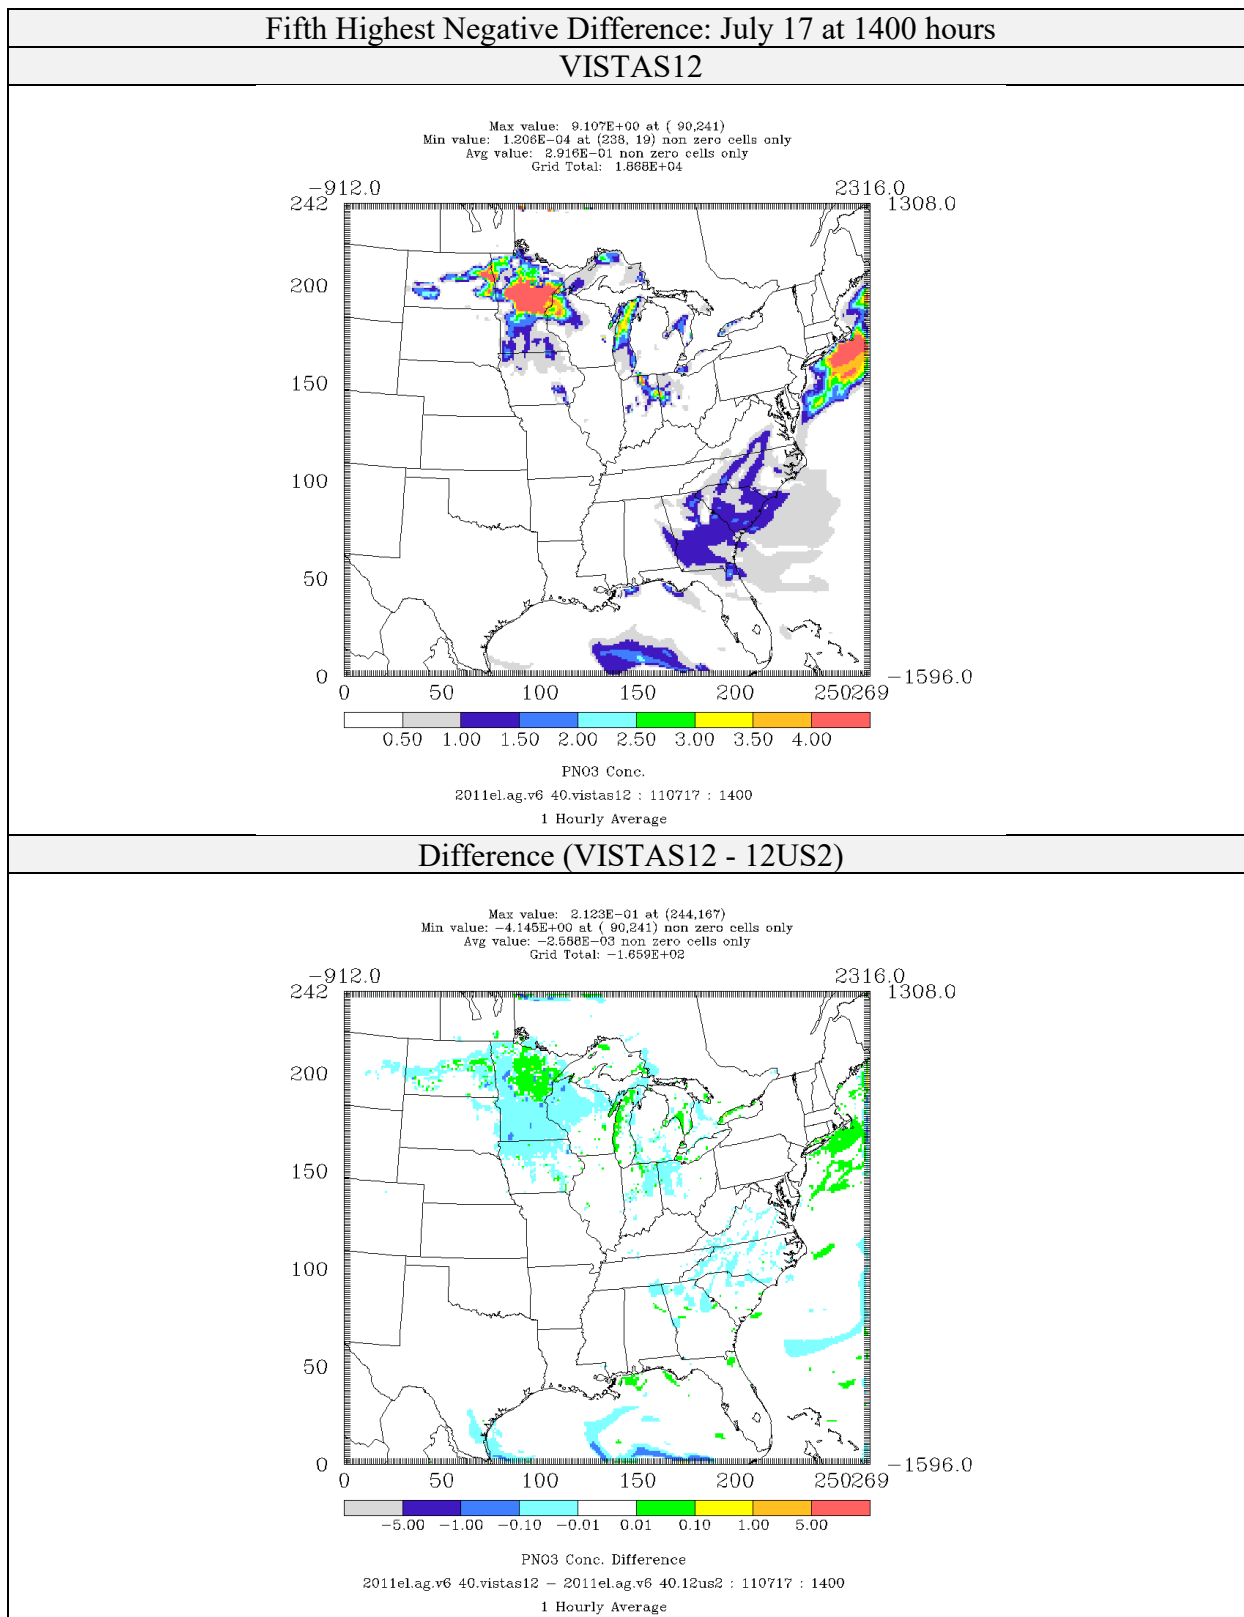 Fifth Highest Negative Difference: July 17 at 1400 hours
VISTAS12
Max value: 9.107E+00 at ( 90,241)
Min value: 1.206E-04 at (238, 19) non zero cells only
Avg value: 2.916E-01 non zero cells only
Grid Total: 1.868E+04
-912.0 2316.0
242 1308.0
200
150
100
50
0 -1596.0
0 50 100 150 200 250269
0.50 1.00 1.50 2.00 2.50 3.00 3.50 4.00
PNO3 Conc.
2011el.ag.v6 40.vistas12 : 110717 : 1400
1 Hourly Average
Difference (VISTAS12 - 12US2)
Max value: 2.123E-01 at (244,167)
Min value: -4.145E+00 at ( 90,241) non zero cells only
Avg value: -2.588E-03 non zero cells only
Grid Total: -1.659E+02
-912.0 2316.0
242 1308.0
200
150
100
50
0 -1596.0
0 50 100 150 200 250269
-5.00 -1.00 -0.10 -0.01 0.01 0.10 1.00 5.00
PNO3 Conc. Difference
2011el.ag.v6 40.vistas12 - 2011el.ag.v6 40.12us2 : 110717 : 1400
1 Hourly Average